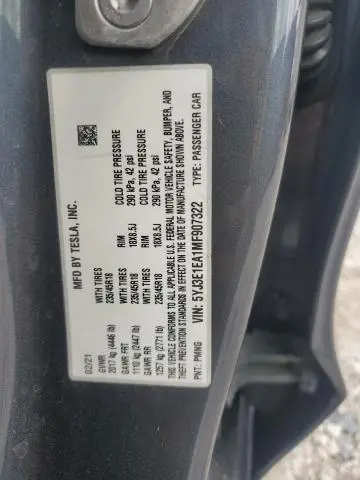 MFD BY TESLA, INC.
02/21
GVWR
2017 kg (4446 lb)
GAWR FRT
1110 kg (2447 lb)
GAWR RR
1257 kg (2771 lb)
WITH TIRES
235/45R18
WITH TIRES
235/45R18
RIM
18X8.5J
RIM
18X8.5J
COLD TIRE PRESSURE
290 kPa, 42 psi
COLD TIRE PRESSURE
290 kPa, 42 psi
THIS VEHICLE CONFORMS TO ALL APPLICABLE U.S. FEDERAL MOTOR VEHICLE SAFETY, BUMPER, AND
THEFT PREVENTION STANDARDS IN EFFECT ON THE DATE OF MANUFACTURE SHOWN ABOVE.
VIN: 5YJ3E1EA1MF907322
TYPE: PASSENGER CAR
PNT: PMNG